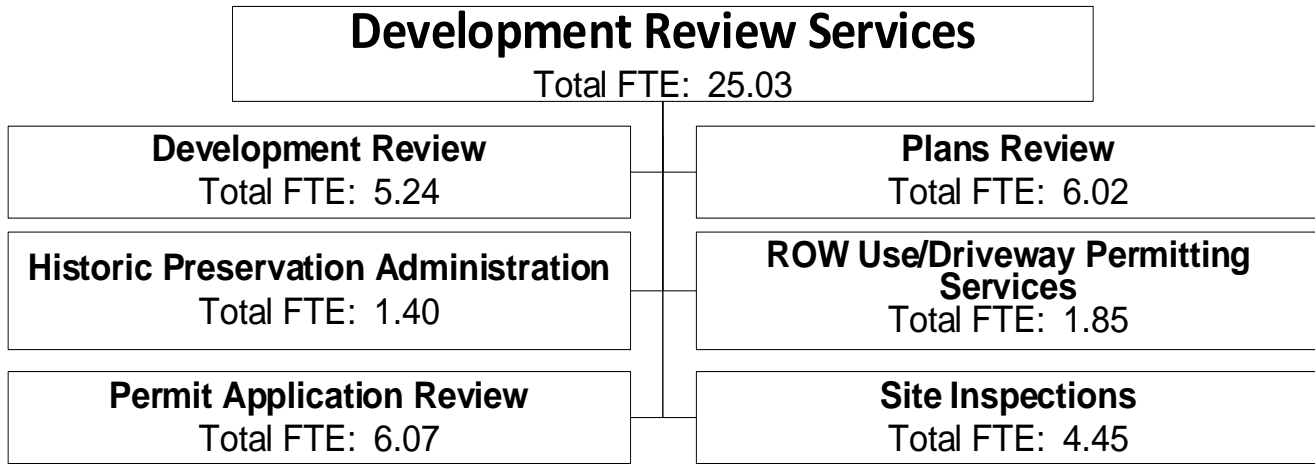 Development Review Services
Total FTE: 25.03
Development Review
Total FTE: 5.24
Plans Review
Total FTE: 6.02
Historic Preservation Administration
Total FTE: 1.40
ROW Use/Driveway Permitting
Services
Total FTE: 1.85
Permit Application Review
Total FTE: 6.07
Site Inspections
Total FTE: 4.45